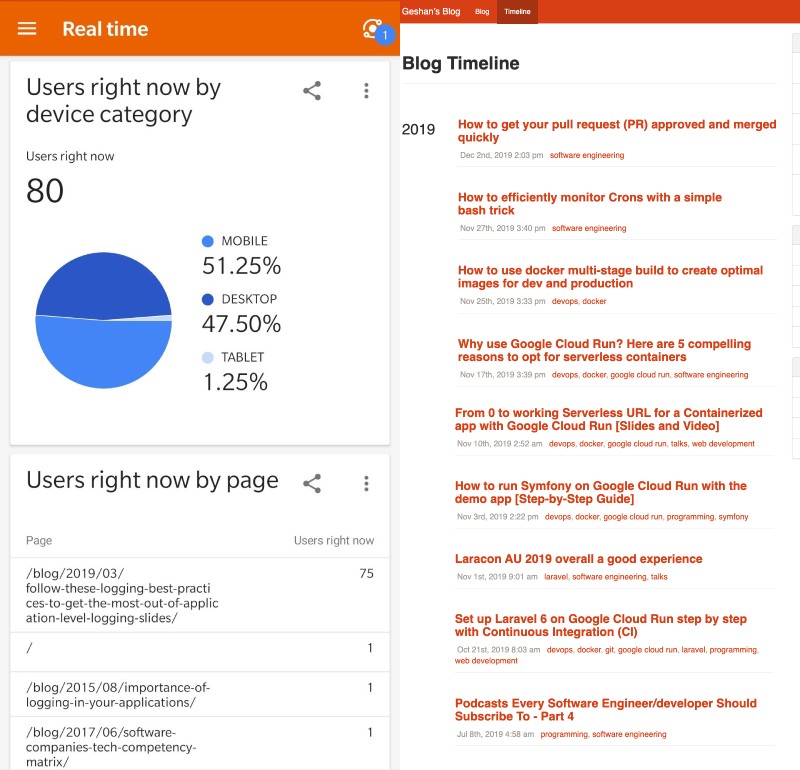 Real time
1
Users right now by
device category
Users right now
80
MOBILE
51.25%
DESKTOP
47.50%
TABLET
1.25%
Users right now by page
Page Users right now
/blog/2019/03/ 75
follow-these-logging-best-practi
ces-to-get-the-most-out-of-applic
ation-level-logging-slides/
/ 1
/blog/2015/08/importance-of- 1
logging-in-your-applications/
/blog/2017/06/software- 1
companies-tech-competency-
matrix/
Geshan's Blog Blog Timeline
Blog Timeline
2019
How to get your pull request (PR) approved and merged
quickly
Dec 2nd, 2019 2:03 pm software engineering
How to efficiently monitor Crons with a simple
bash trick
Nov 27th, 2019 3:40 pm software engineering
How to use docker multi-stage build to create optimal
images for dev and production
Nov 25th, 2019 3:33 pm devops, docker
Why use Google Cloud Run? Here are 5 compelling
reasons to opt for serverless containers
Nov 17th, 2019 3:39 pm devops, docker, google cloud run, software engineering
From 0 to working Serverless URL for a Containerized
app with Google Cloud Run [Slides and Video]
Nov 10th, 2019 2:52 am devops, docker, google cloud run, talks, web development
How to run Symfony on Google Cloud Run with the
demo app [Step-by-Step Guide]
Nov 3rd, 2019 2:22 pm devops, docker, google cloud run, programming, symfony
Laracon AU 2019 overall a good experience
Nov 1st, 2019 9:01 am laravel, software engineering, talks
Set up Laravel 6 on Google Cloud Run step by step
with Continuous Integration (CI)
Oct 21st, 2019 8:03 am devops, docker, git, google cloud run, laravel, programming,
web development
Podcasts Every Software Engineer/developer Should
Subscribe To - Part 4
Jul 8th, 2019 4:58 am programming, software engineering